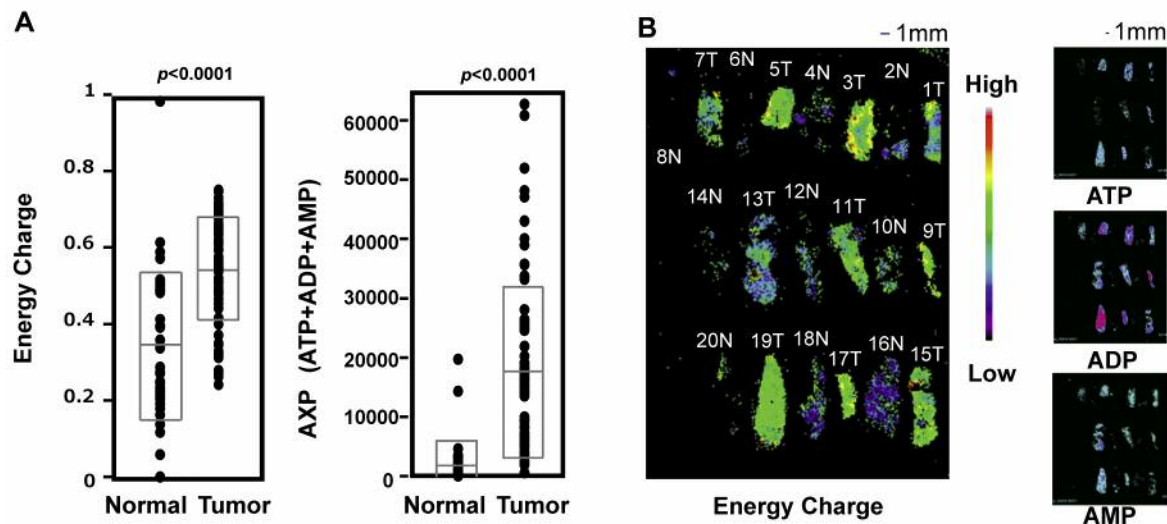 A
p<0.0001
1
0.8
0.6
0.4
0.2
0
Energy Charge
Normal Tumor
p<0.0001
60000
50000
40000
30000
20000
10000
0
AXP (ATP+ADP+AMP)
Normal Tumor
B
1mm
7T 6N 5T 4N 3T 2N 1T
8N
14N 13T 12N 11T 10N 9T
20N 19T 18N 17T 16N 15T
Energy Charge
High
Low
1mm
ATP
ADP
AMP